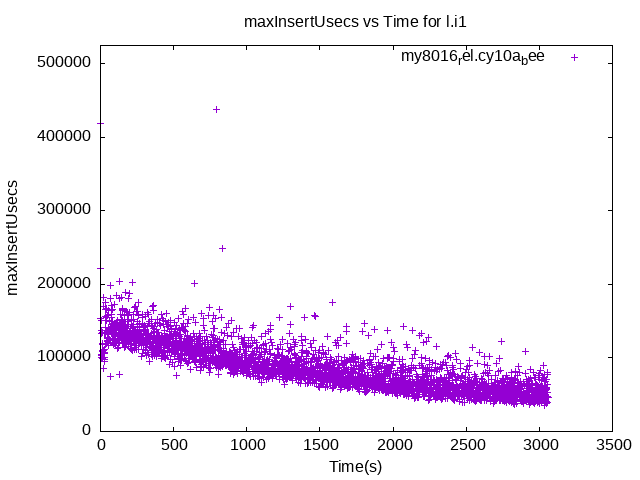 maxInsertUsecs vs Time for l.i1
my8016rel.cy10abee
500000
400000
300000
200000
100000
0
maxInsertUsecs
0 500 1000 1500 2000 2500 3000 3500
Time(s)